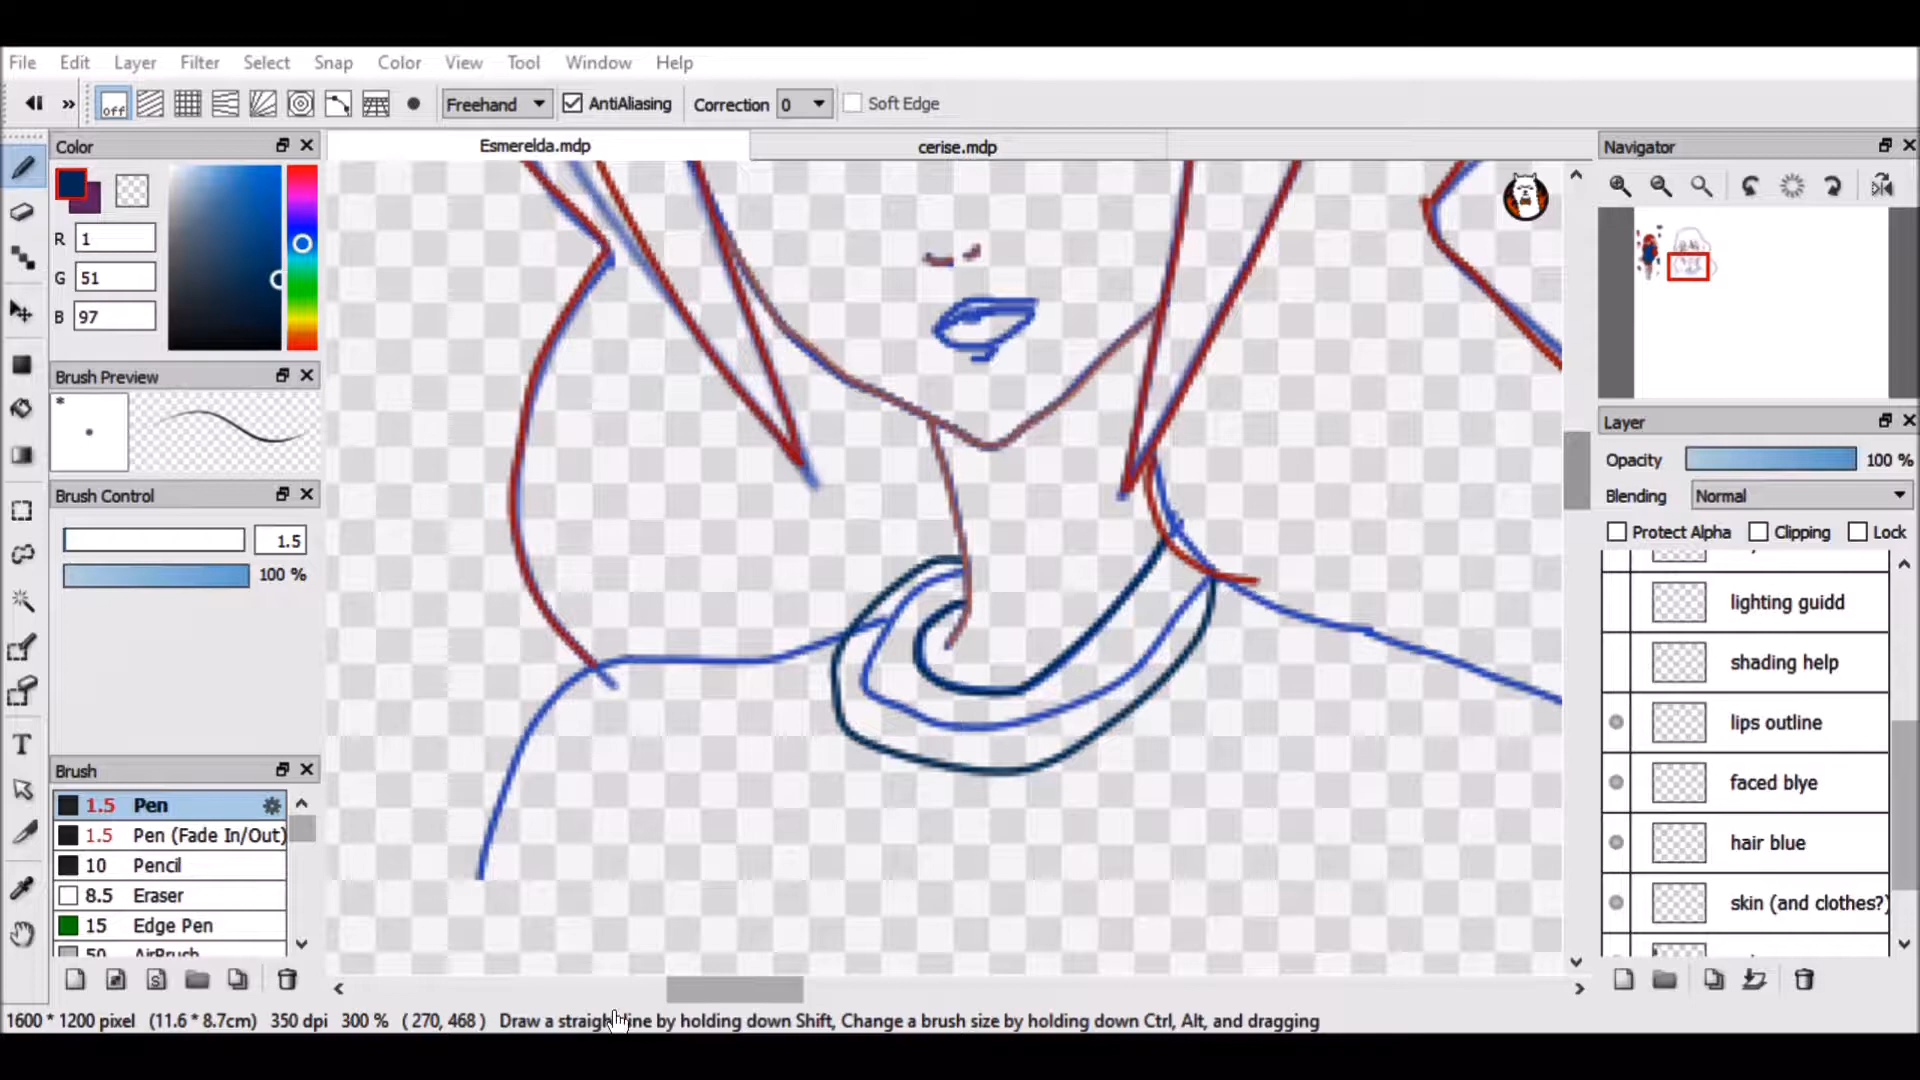 File Edit Layer Filter Select Snap Color View Tool Window Help
off Freehand AntiAliasing Correction 0 Soft Edge
Color
R 1
G 51
B 97
Brush Preview
*
Brush Control
1.5
100 %
Brush
1.5 Pen
1.5 Pen (Fade In/Out)
10 Pencil
8.5 Eraser
15 Edge Pen
50 AirBrush
Esmerelda.mdp
cerise.mdp
Navigator
Layer
Opacity 100 %
Blending Normal
Protect Alpha Clipping Lock
lighting guidd
shading help
lips outline
faced blye
hair blue
skin (and clothes?)
1600 * 1200 pixel (11.6 * 8.7cm) 350 dpi 300 % ( 270, 468 ) Draw a straight line by holding down Shift, Change a brush size by holding down Ctrl, Alt, and dragging